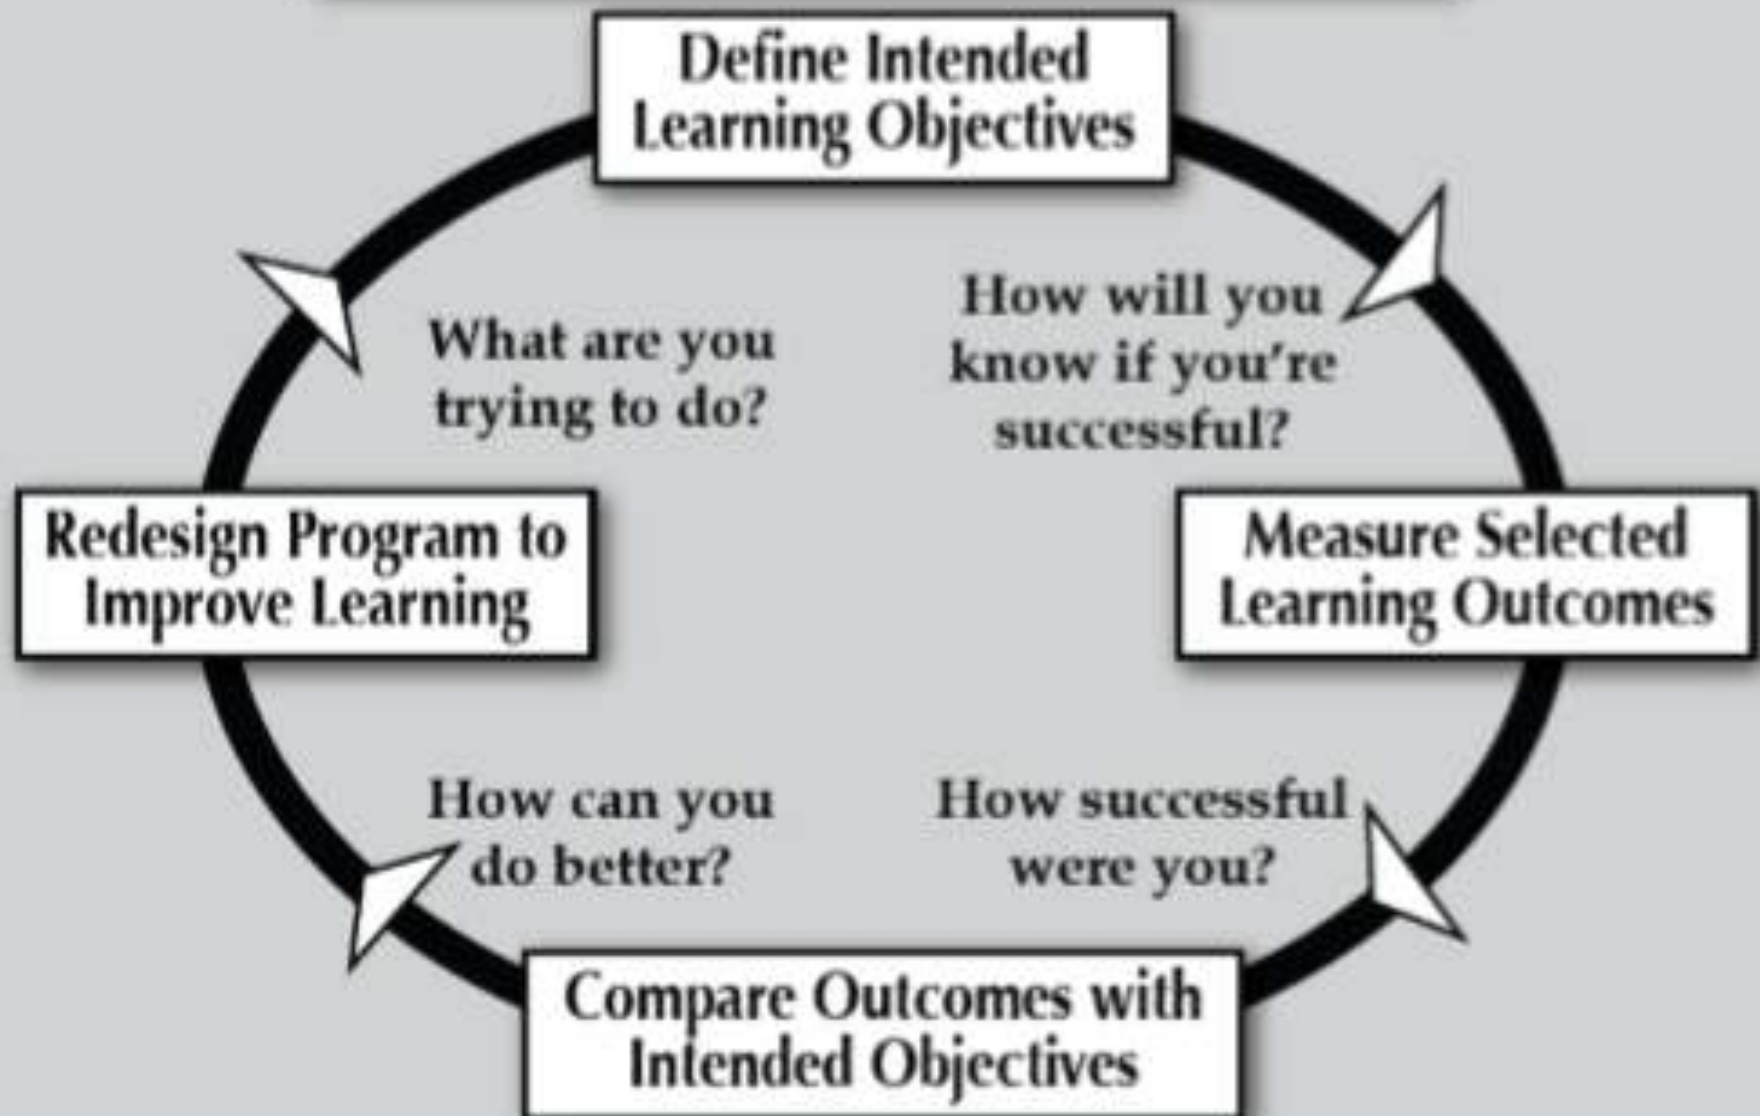 Define Intended
Learning Objectives
What are you
trying to do?
How will you
know if you're
successful?
Redesign Program to
Improve Learning
Measure Selected
Learning Outcomes
How can you
do better?
How successful
were you?
Compare Outcomes with
Intended Objectives